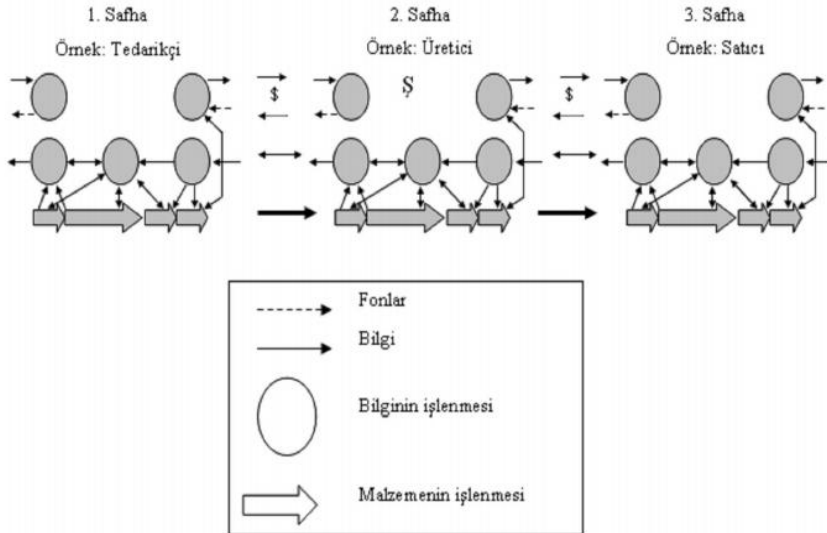 1. Safha
Örnek: Tedarikçi
2. Safha
Örnek: Üretici
3. Safha
Örnek: Satıcı
$
Ş
$
Fonlar
Bilgi
Bilginin işlenmesi
Malzemenin işlenmesi